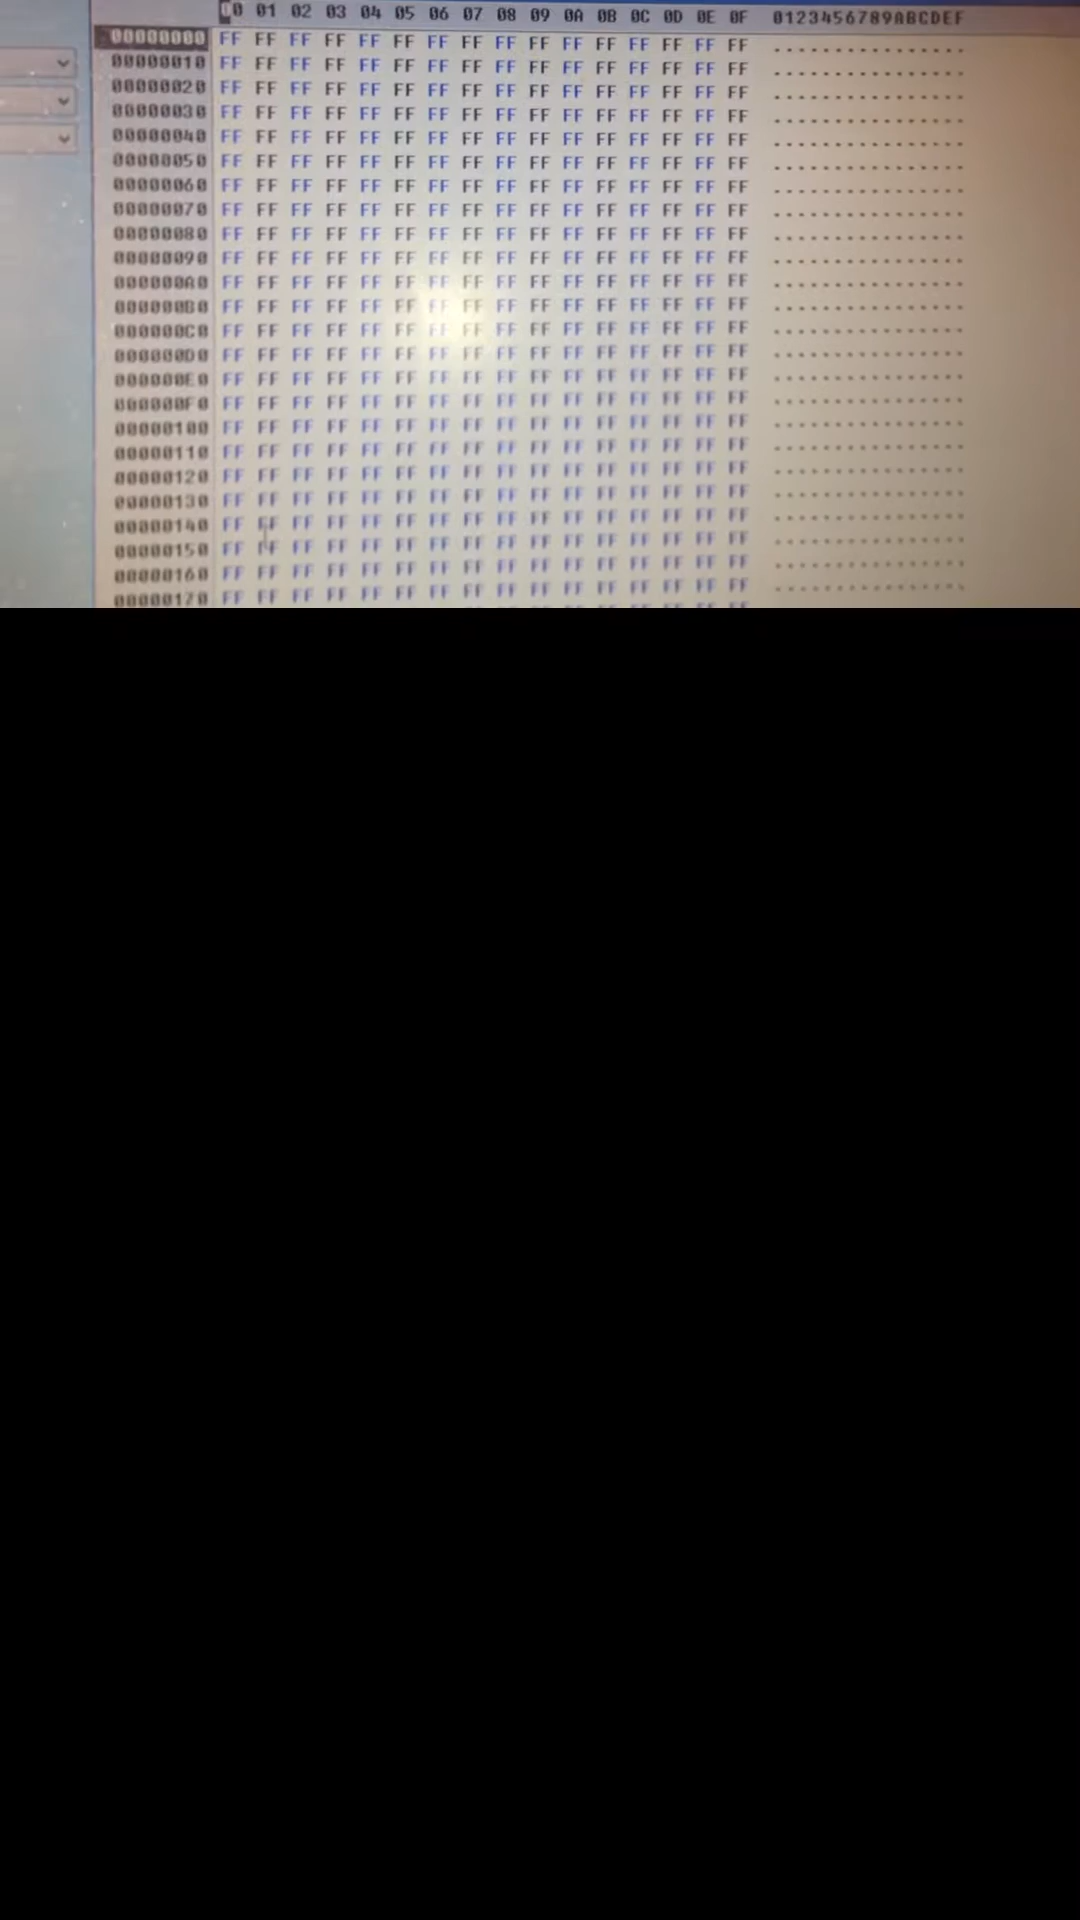 00 01 02 03 04 05 06 07 08 09 0A 0B 0C 0D 0E 0F 0123456789ABCDEF
00000000 FF FF FF FF FF FF FF FF FF FF FF FF FF FF FF FF ................
00000010 FF FF FF FF FF FF FF FF FF FF FF FF FF FF FF FF ................
00000020 FF FF FF FF FF FF FF FF FF FF FF FF FF FF FF FF ................
00000030 FF FF FF FF FF FF FF FF FF FF FF FF FF FF FF FF ................
00000040 FF FF FF FF FF FF FF FF FF FF FF FF FF FF FF FF ................
00000050 FF FF FF FF FF FF FF FF FF FF FF FF FF FF FF FF ................
00000060 FF FF FF FF FF FF FF FF FF FF FF FF FF FF FF FF ................
00000070 FF FF FF FF FF FF FF FF FF FF FF FF FF FF FF FF ................
00000080 FF FF FF FF FF FF FF FF FF FF FF FF FF FF FF FF ................
00000090 FF FF FF FF FF FF FF FF FF FF FF FF FF FF FF FF ................
000000A0 FF FF FF FF FF FF FF FF FF FF FF FF FF FF FF FF ................
000000B0 FF FF FF FF FF FF FF FF FF FF FF FF FF FF FF FF ................
000000C0 FF FF FF FF FF FF FF FF FF FF FF FF FF FF FF FF ................
000000D0 FF FF FF FF FF FF FF FF FF FF FF FF FF FF FF FF ................
000000E0 FF FF FF FF FF FF FF FF FF FF FF FF FF FF FF FF ................
000000F0 FF FF FF FF FF FF FF FF FF FF FF FF FF FF FF FF ................
00000100 FF FF FF FF FF FF FF FF FF FF FF FF FF FF FF FF ................
00000110 FF FF FF FF FF FF FF FF FF FF FF FF FF FF FF FF ................
00000120 FF FF FF FF FF FF FF FF FF FF FF FF FF FF FF FF ................
00000130 FF FF FF FF FF FF FF FF FF FF FF FF FF FF FF FF ................
00000140 FF FF FF FF FF FF FF FF FF FF FF FF FF FF FF FF ................
00000150 FF FF FF FF FF FF FF FF FF FF FF FF FF FF FF FF ................
00000160 FF FF FF FF FF FF FF FF FF FF FF FF FF FF FF FF ................
00000170 FF FF FF FF FF FF FF FF FF FF FF FF FF FF FF FF ................